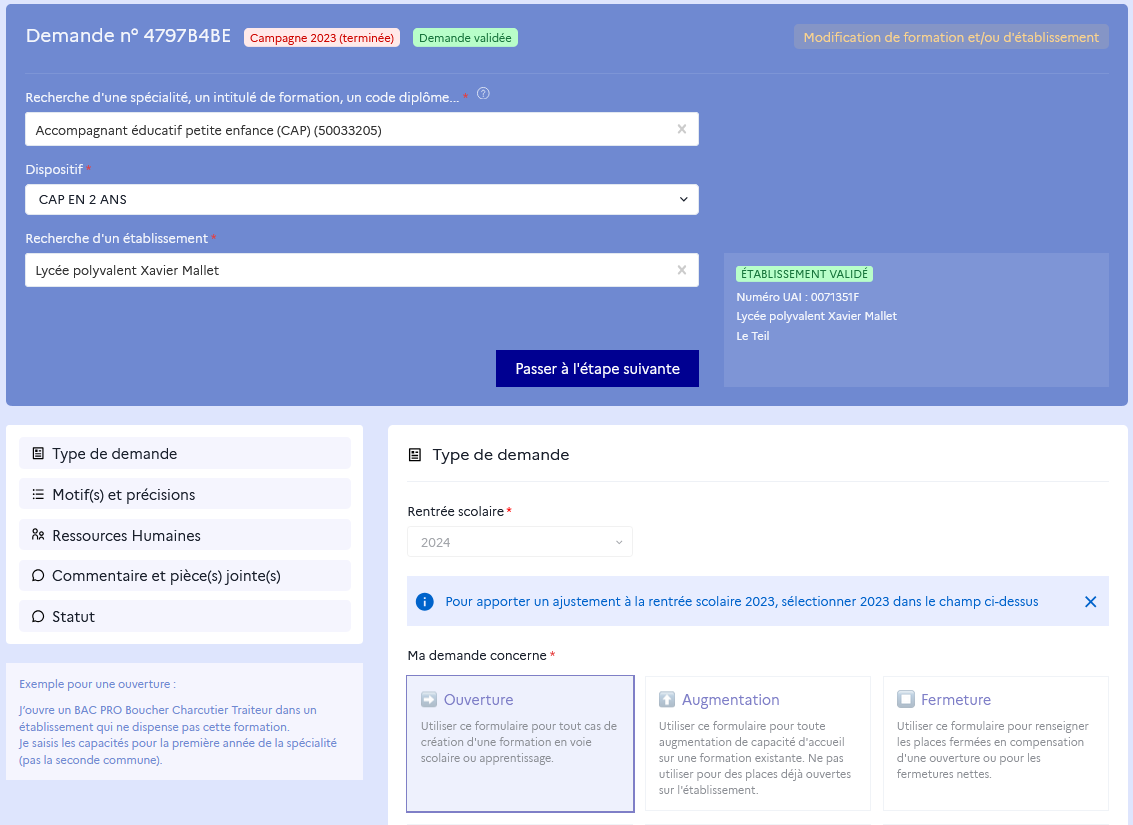 Demande n° 4797B4BE
Campagne 2023 (terminée)
Demande validée
Modification de formation et/ou d'établissement
Recherche d'une spécialité, un intitulé de formation, un code diplôme... *
Accompagnant éducatif petite enfance (CAP) (50033205)
Dispositif *
CAP EN 2 ANS
Recherche d'un établissement *
Lycée polyvalent Xavier Mallet
ÉTABLISSEMENT VALIDÉ
Numéro UAI : 0071351F
Lycée polyvalent Xavier Mallet
Le Teil
Passer à l'étape suivante
Type de demande
Motif(s) et précisions
Ressources Humaines
Commentaire et pièce(s) jointe(s)
Statut
Exemple pour une ouverture :
J'ouvre un BAC PRO Boucher Charcutier Traiteur dans un
établissement qui ne dispense pas cette formation.
Je saisis les capacités pour la première année de la spécialité
(pas la seconde commune).
Type de demande
Rentrée scolaire *
2024
Pour apporter un ajustement à la rentrée scolaire 2023, sélectionner 2023 dans le champ ci-dessus
Ma demande concerne *
Ouverture
Utiliser ce formulaire pour tout cas de
création d'une formation en voie
scolaire ou apprentissage.
Augmentation
Utiliser ce formulaire pour toute
augmentation de capacité d'accueil
sur une formation existante. Ne pas
utiliser pour des places déjà ouvertes
sur l'établissement.
Fermeture
Utiliser ce formulaire pour renseigner
les places fermées en compensation
d'une ouverture ou pour les
fermetures nettes.